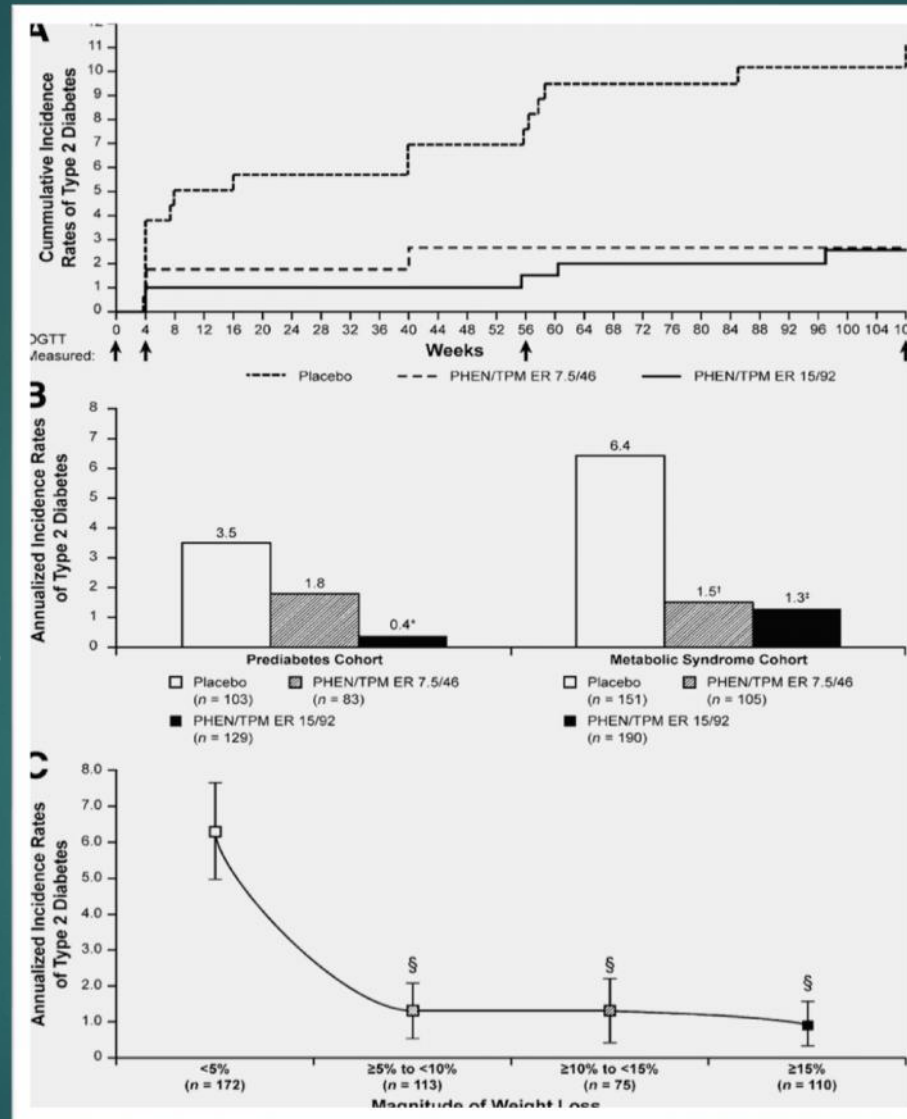 A
12
11
10
9
8
7
6
5
4
3
2
1
0
Cummulative Incidence
Rates of Type 2 Diabetes
0 4 8 12 16 20 24 28 32 36 40 44 48 52 56 60 64 68 72 76 80 84 88 92 96 100 104 10
OGTT
Measured:
Weeks
Placebo PHEN/TPM ER 7.5/46 PHEN/TPM ER 15/92
B
8
7
6
5
4
3
2
1
0
Annualized Incidence Rates
of Type 2 Diabetes
3.5
1.8
0.4*
6.4
1.5†
1.3‡
Prediabetes Cohort
Placebo PHEN/TPM ER 7.5/46
(n = 103) (n = 83)
PHEN/TPM ER 15/92
(n = 129)
Metabolic Syndrome Cohort
Placebo PHEN/TPM ER 7.5/46
(n = 151) (n = 105)
PHEN/TPM ER 15/92
(n = 190)
C
8.0
7.0
6.0
5.0
4.0
3.0
2.0
1.0
0
Annualized Incidence Rates
of Type 2 Diabetes
§ § §
<5% ≥5% to <10% ≥10% to <15% ≥15%
(n = 172) (n = 113) (n = 75) (n = 110)
Magnitude of Weight Loss